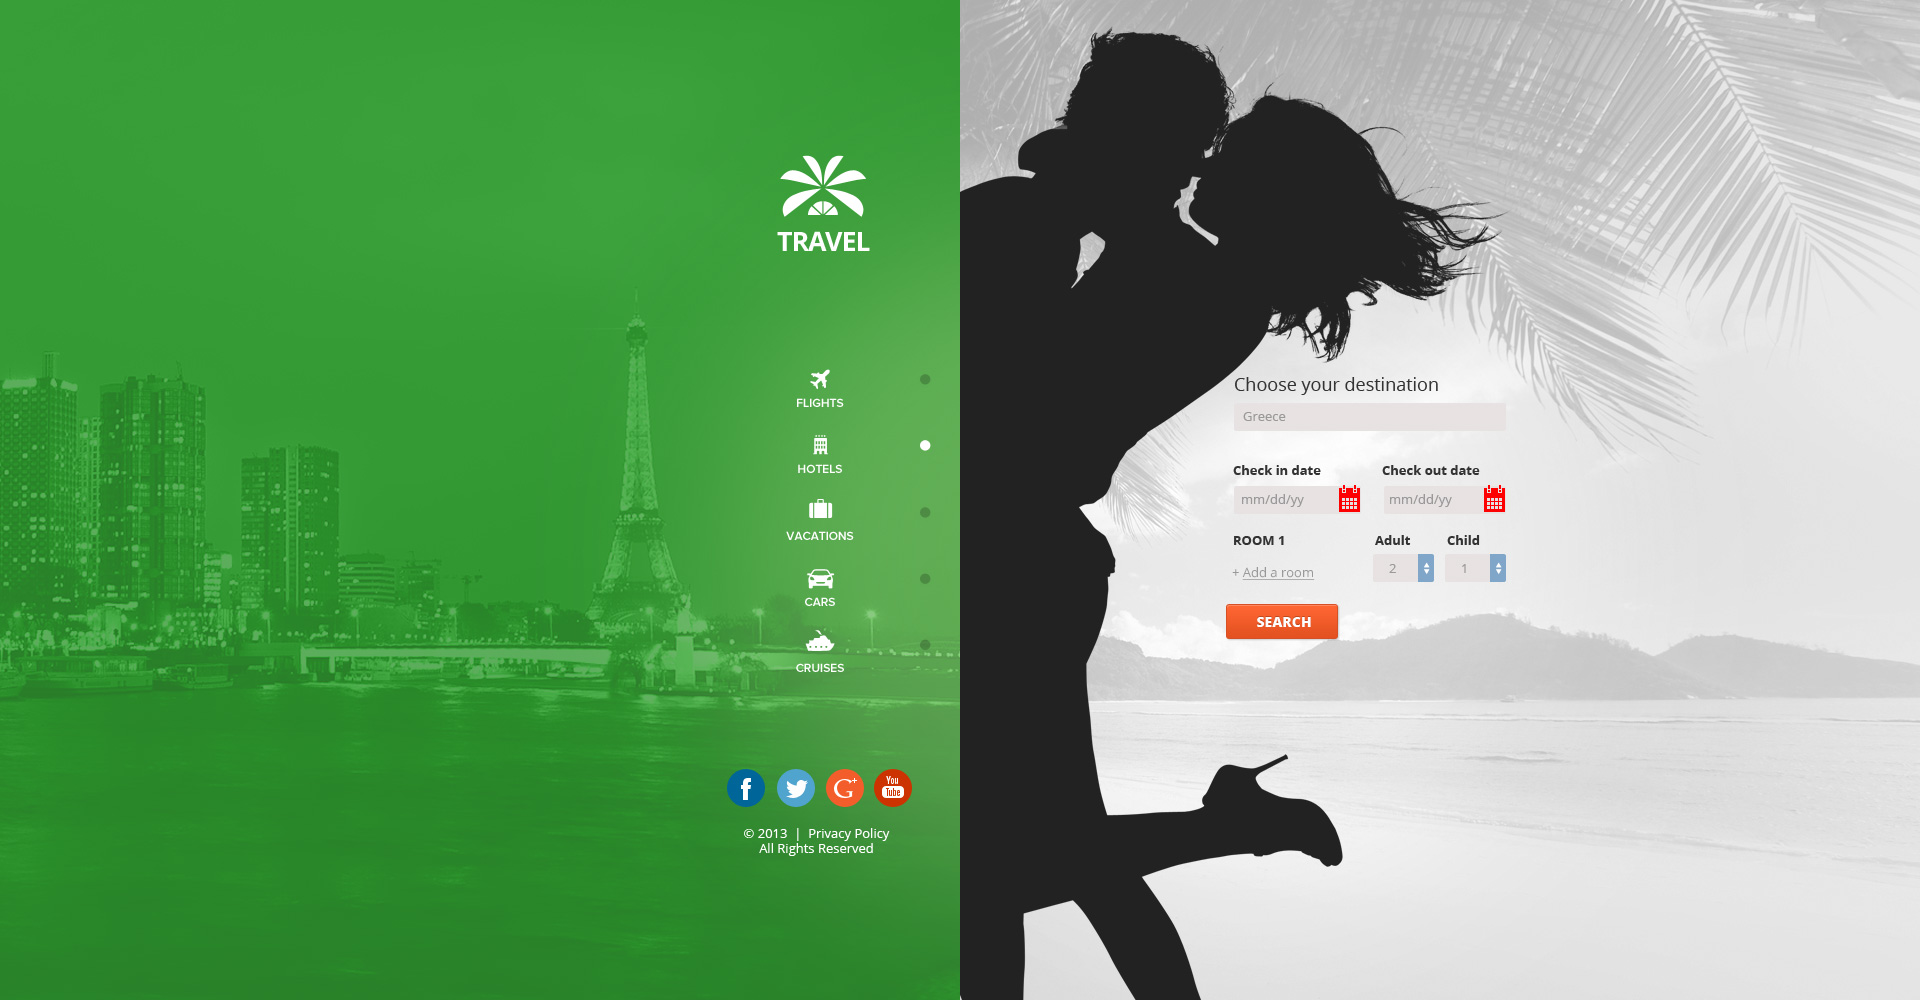 TRAVEL
FLIGHTS
HOTELS
VACATIONS
CARS
CRUISES
f
G+
You
Tube
© 2013 | Privacy Policy
All Rights Reserved
Choose your destination
Greece
Check in date Check out date
mm/dd/yy mm/dd/yy
ROOM 1 Adult Child
+ Add a room 2 1
SEARCH